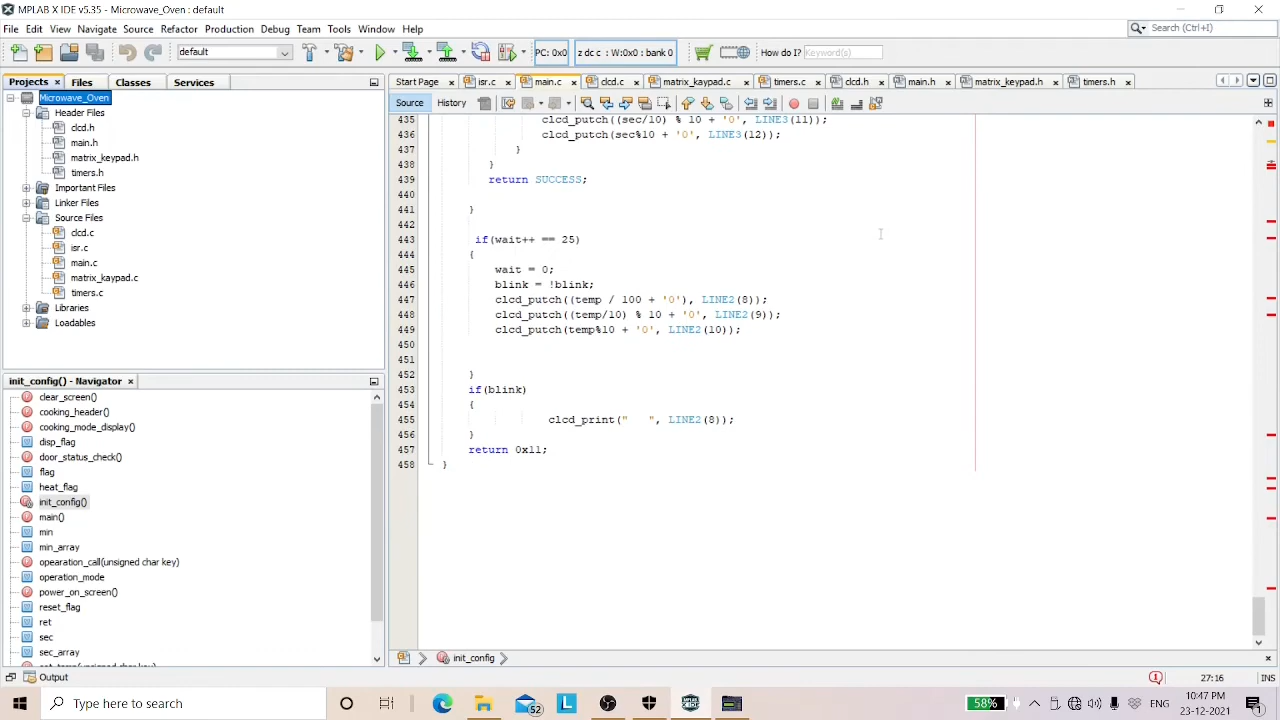 MPLAB X IDE v5.35 - Microwave_Oven : default
File Edit View Navigate Source Refactor Production Debug Team Tools Window Help
Search (Ctrl+I)
default
PC: 0x0
z dc c : W:0x0 : bank 0
How do I?
Keyword(s)
Projects × Files Classes Services
Microwave_Oven
Header Files
clcd.h
main.h
matrix_keypad.h
timers.h
Important Files
Linker Files
Source Files
clcd.c
isr.c
main.c
matrix_kaypad.c
timers.c
Libraries
Loadables
init_config() - Navigator ×
clear_screen()
cooking_header()
cooking_mode_display()
disp_flag
door_status_check()
flag
heat_flag
init_config()
main()
min
min_array
opearation_call(unsigned char key)
operation_mode
power_on_screen()
reset_flag
ret
sec
sec_array
set_temp(unsigned char key)
Start Page isr.c main.c clcd.c matrix_kaypad.c timers.c clcd.h main.h matrix_keypad.h timers.h
Source History
435 clcd_putch((sec/10) % 10 + '0', LINE3(11));
436 clcd_putch(sec%10 + '0', LINE3(12));
437 }
438 }
439 return SUCCESS;
440
441 }
442
443 if(wait++ == 25)
444 {
445 wait = 0;
446 blink = !blink;
447 clcd_putch((temp / 100 + '0'), LINE2(8));
448 clcd_putch((temp/10) % 10 + '0', LINE2(9));
449 clcd_putch(temp%10 + '0', LINE2(10));
450
451
452 }
453 if(blink)
454 {
455 clcd_print("   ", LINE2(8));
456 }
457 return 0x11;
458 }
init_config
Output
27:16 INS
Type here to search
52
58%
ENG
10:47 PM
23-12-2021
1